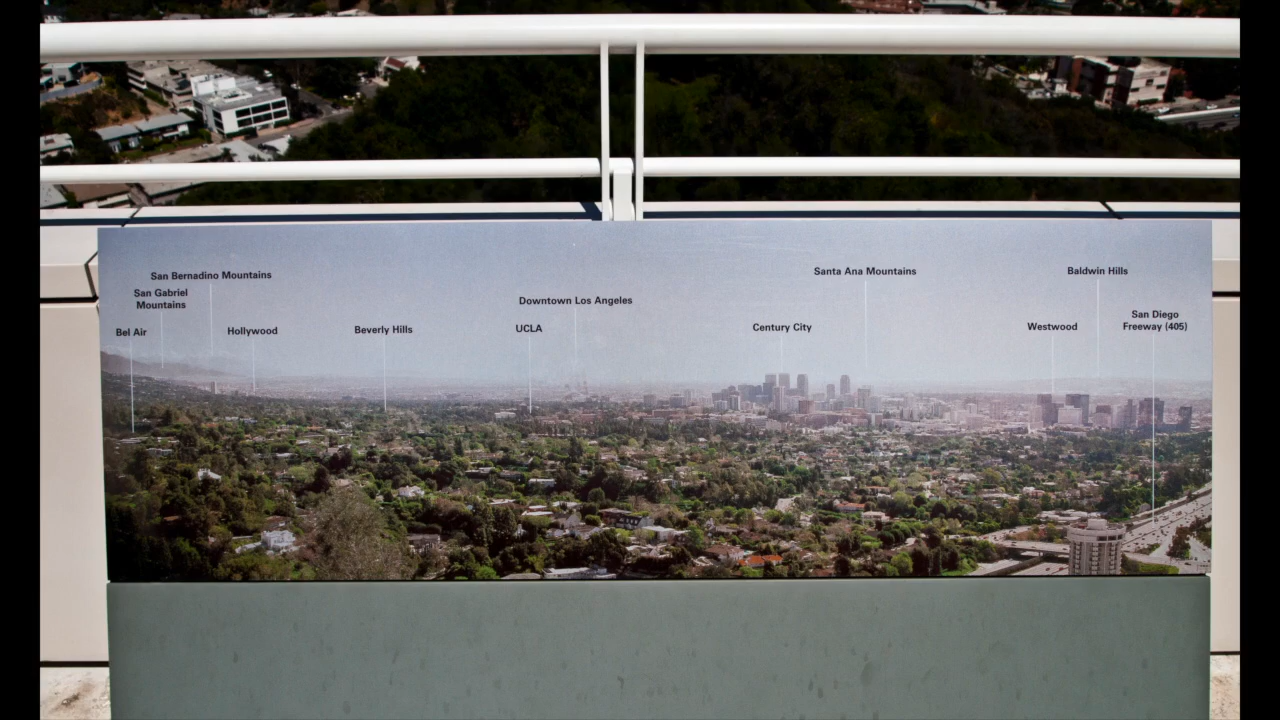 San Bernadino Mountains
San Gabriel
Mountains
Bel Air
Hollywood
Beverly Hills
Downtown Los Angeles
UCLA
Century City
Santa Ana Mountains
Westwood
Baldwin Hills
San Diego
Freeway (405)